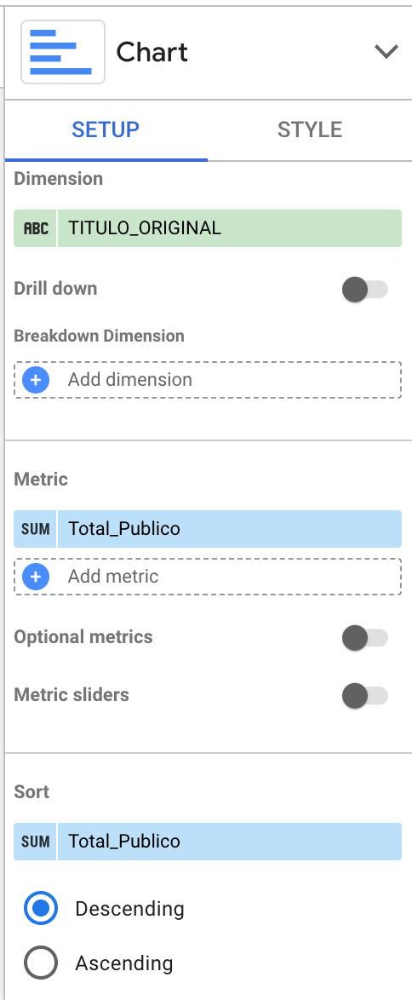 Chart
SETUP STYLE
Dimension
ABC TITULO_ORIGINAL
Drill down
Breakdown Dimension
+ Add dimension
Metric
SUM Total_Publico
+ Add metric
Optional metrics
Metric sliders
Sort
SUM Total_Publico
Descending
Ascending